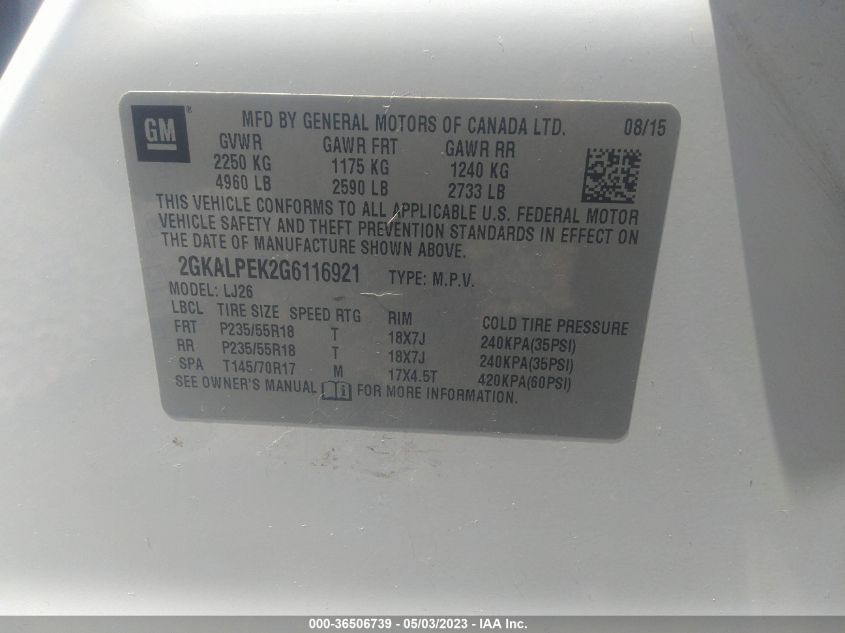 GM ® MFD BY GENERAL MOTORS OF CANADA LTD. 08/15
GVWR GAWR FRT GAWR RR
2250 KG 1175 KG 1240 KG
4960 LB 2590 LB 2733 LB
THIS VEHICLE CONFORMS TO ALL APPLICABLE U.S. FEDERAL MOTOR
VEHICLE SAFETY AND THEFT PREVENTION STANDARDS IN EFFECT ON
THE DATE OF MANUFACTURE SHOWN ABOVE.
2GKALPEK2G6116921 TYPE: M.P.V.
MODEL: LJ26
LBCL TIRE SIZE SPEED RTG RIM COLD TIRE PRESSURE
FRT P235/55R18 T 18X7J 240KPA(35PSI)
RR P235/55R18 T 18X7J 240KPA(35PSI)
SPA T145/70R17 M 17X4.5T 420KPA(60PSI)
SEE OWNER'S MANUAL i FOR MORE INFORMATION.
000-36506739 - 05/03/2023 - IAA Inc.